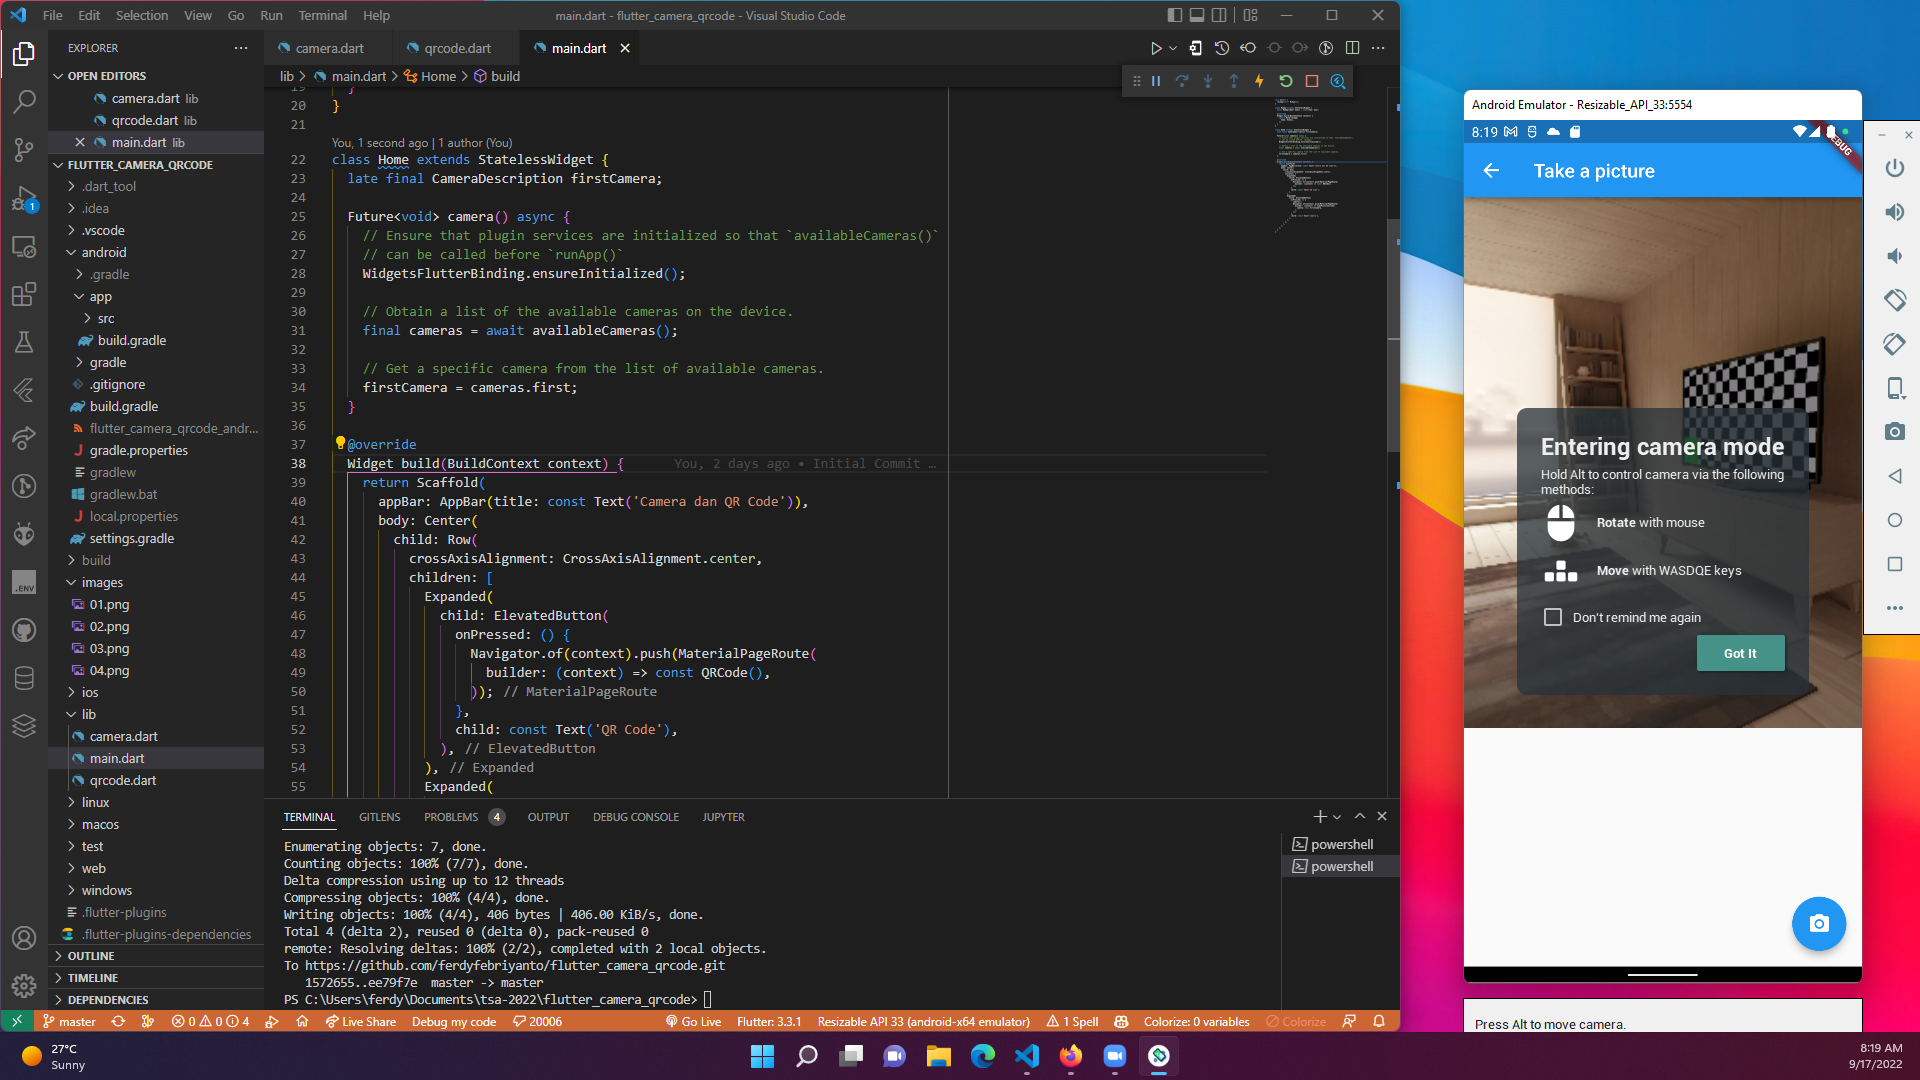 File Edit Selection View Go Run Terminal Help
main.dart - flutter_camera_qrcode - Visual Studio Code
EXPLORER
OPEN EDITORS
camera.dart lib
qrcode.dart lib
main.dart lib
FLUTTER_CAMERA_QRCODE
.dart_tool
.idea
.vscode
android
.gradle
app
src
build.gradle
gradle
.gitignore
build.gradle
flutter_camera_qrcode_andr...
gradle.properties
gradlew
gradlew.bat
local.properties
settings.gradle
build
images
01.png
02.png
03.png
04.png
ios
lib
camera.dart
main.dart
qrcode.dart
linux
macos
test
web
windows
.flutter-plugins
.flutter-plugins-dependencies
OUTLINE
TIMELINE
DEPENDENCIES
1
.ENV
camera.dart qrcode.dart main.dart
lib > main.dart > Home > build
19 }
20 }
21
You, 1 second ago | 1 author (You)
22 class Home extends StatelessWidget {
23 late final CameraDescription firstCamera;
24
25 Future<void> camera() async {
26 // Ensure that plugin services are initialized so that `availableCameras()`
27 // can be called before `runApp()`
28 WidgetsFlutterBinding.ensureInitialized();
29
30 // Obtain a list of the available cameras on the device.
31 final cameras = await availableCameras();
32
33 // Get a specific camera from the list of available cameras.
34 firstCamera = cameras.first;
35 }
36
37 @override
38 Widget build(BuildContext context) { You, 2 days ago • Initial Commit …
39 return Scaffold(
40 appBar: AppBar(title: const Text('Camera dan QR Code')),
41 body: Center(
42 child: Row(
43 crossAxisAlignment: CrossAxisAlignment.center,
44 children: [
45 Expanded(
46 child: ElevatedButton(
47 onPressed: () {
48 Navigator.of(context).push(MaterialPageRoute(
49 builder: (context) => const QRCode(),
50 )); // MaterialPageRoute
51 },
52 child: const Text('QR Code'),
53 ), // ElevatedButton
54 ), // Expanded
55 Expanded(
TERMINAL GITLENS PROBLEMS 4 OUTPUT DEBUG CONSOLE JUPYTER
Enumerating objects: 7, done.
Counting objects: 100% (7/7), done.
Delta compression using up to 12 threads
Compressing objects: 100% (4/4), done.
Writing objects: 100% (4/4), 406 bytes | 406.00 KiB/s, done.
Total 4 (delta 2), reused 0 (delta 0), pack-reused 0
remote: Resolving deltas: 100% (2/2), completed with 2 local objects.
To https://github.com/ferdyfebriyanto/flutter_camera_qrcode.git
1572655..ee79f7e master -> master
PS C:\Users\ferdy\Documents\tsa-2022\flutter_camera_qrcode>
powershell
powershell
master 0 0 4 Live Share Debug my code 20006 Go Live Flutter: 3.3.1 Resizable API 33 (android-x64 emulator) 1 Spell Colorize: 0 variables Colorize
Android Emulator - Resizable_API_33:5554
8:19
DEBUG
Take a picture
Entering camera mode
Hold Alt to control camera via the following
methods:
Rotate with mouse
Move with WASDQE keys
Don't remind me again
Got It
Press Alt to move camera.
27°C
Sunny
8:19 AM
9/17/2022